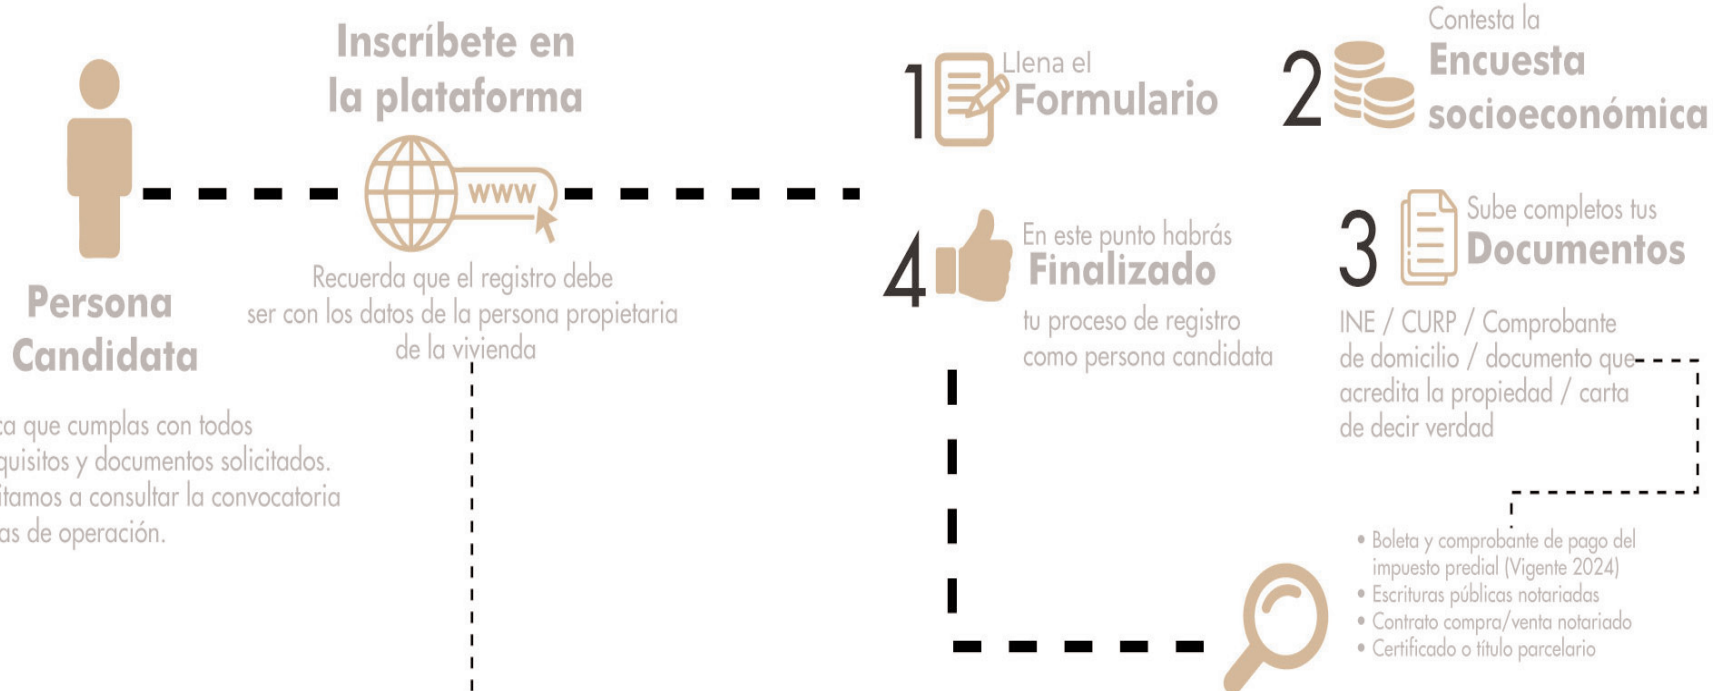 Inscríbete en
la plataforma
www
Recuerda que el registro debe
ser con los datos de la persona propietaria
de la vivienda
Persona
Candidata
que cumplas con todos
y documentos solicitados.
a consultar la convocatoria
de operación.
1 Llena el
Formulario
2 Contesta la
Encuesta
socioeconómica
3 Sube completos tus
Documentos
INE / CURP / Comprobante
de domicilio / documento que
acredita la propiedad / carta
de decir verdad
• Boleta y comprobante de pago del
impuesto predial (Vigente 2024)
• Escrituras públicas notariadas
• Contrato compra/venta notariado
• Certificado o título parcelario
4 En este punto habrás
Finalizado
tu proceso de registro
como persona candidata